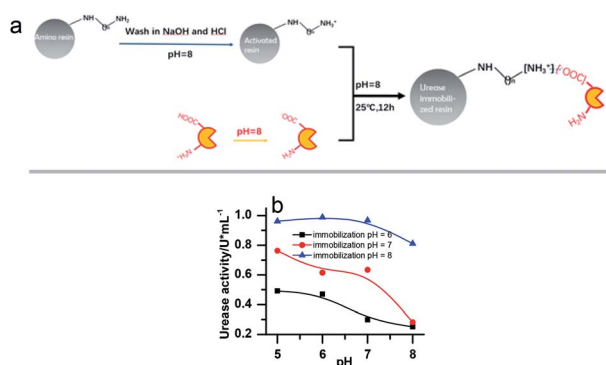 a
NH NH₂
Wash in NaOH and HCl
NH NH₃⁺
Amino resin
pH=8
Activated resin
pH=8
25℃,12h
NH [NH₃⁺] (⁻OOC)
Urease
immobili-
zed resin
H₂N
HOOC
pH=8
⁻OOC
⁺H₃N
H₂N
b
Urease activity/U*mL⁻¹
1.0
0.8
0.6
0.4
0.2
immobilization pH = 6
immobilization pH = 7
immobilization pH = 8
5 6 7 8
pH